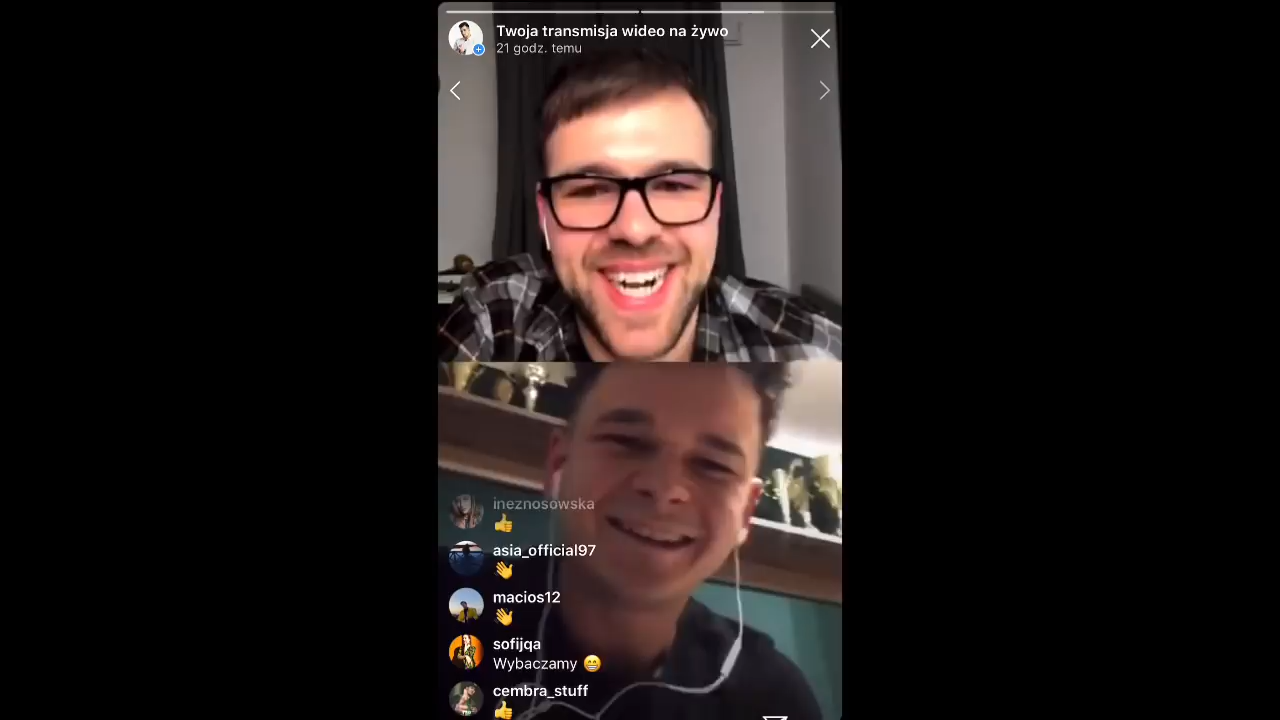 Twoja transmisja wideo na żywo
21 godz. temu
ineznosowska
👍
asia_official97
👋
macios12
👋
sofijqa
Wybaczamy 😁
cembra_stuff
👍